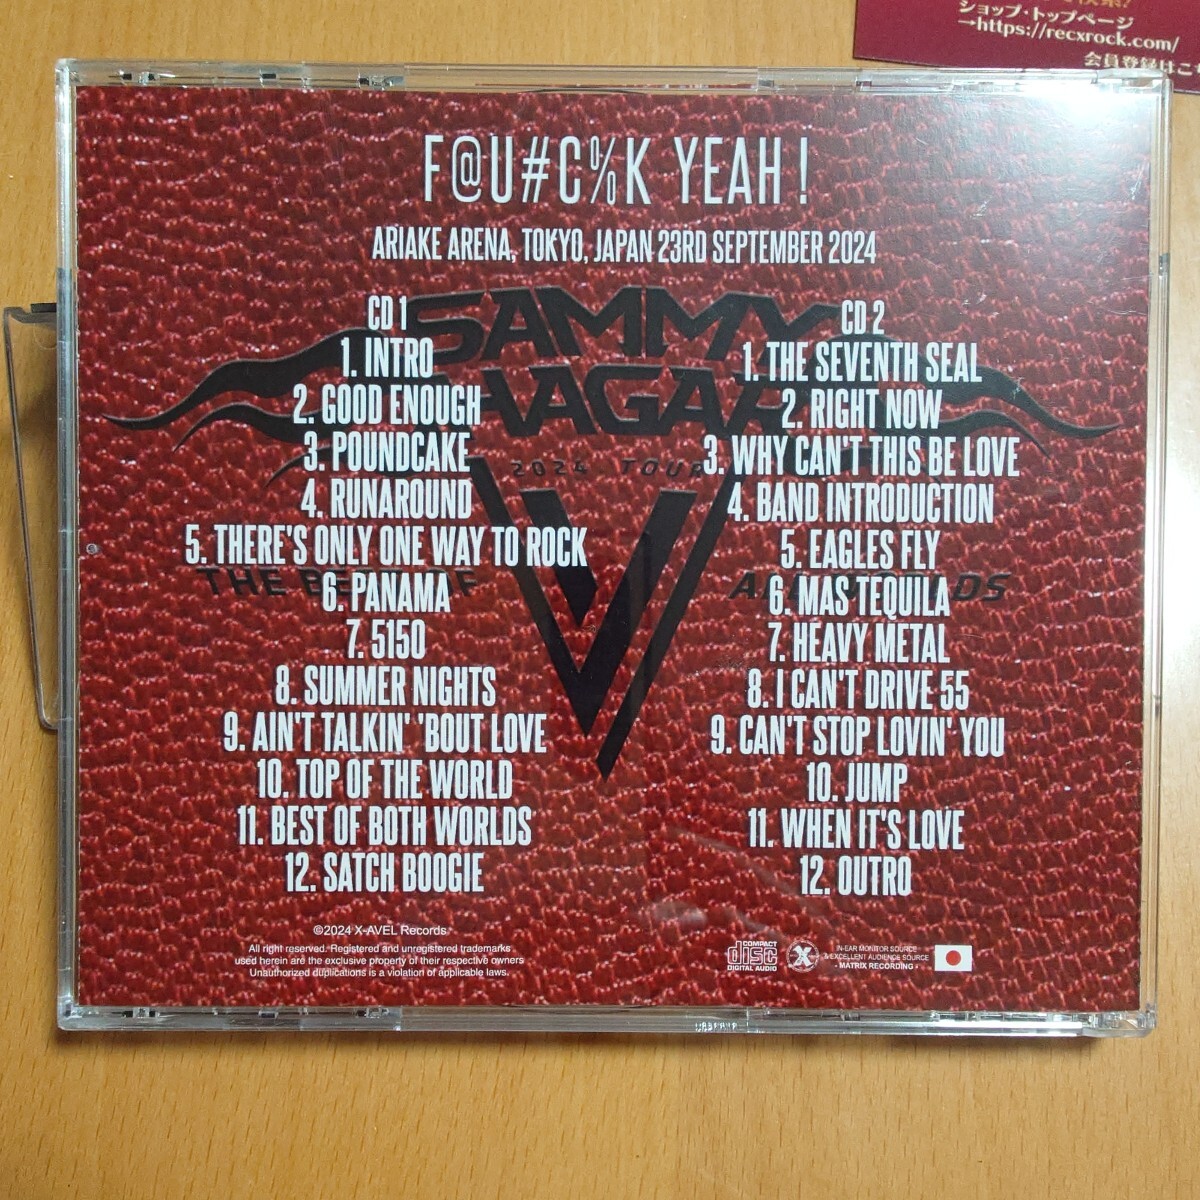 ショップ・トップページ
→https://recxrock.com/
会員登録はこ
F@U#C%K YEAH!
ARIAKE ARENA, TOKYO, JAPAN 23RD SEPTEMBER 2024
SAMMY
HAGAR
2024 TOUR
THE BEST OF
ALL WORLDS
CD 1
1. INTRO
2. GOOD ENOUGH
3. POUNDCAKE
4. RUNAROUND
5. THERE'S ONLY ONE WAY TO ROCK
6. PANAMA
7. 5150
8. SUMMER NIGHTS
9. AIN'T TALKIN' 'BOUT LOVE
10. TOP OF THE WORLD
11. BEST OF BOTH WORLDS
12. SATCH BOOGIE
CD 2
1. THE SEVENTH SEAL
2. RIGHT NOW
3. WHY CAN'T THIS BE LOVE
4. BAND INTRODUCTION
5. EAGLES FLY
6. MAS TEQUILA
7. HEAVY METAL
8. I CAN'T DRIVE 55
9. CAN'T STOP LOVIN' YOU
10. JUMP
11. WHEN IT'S LOVE
12. OUTRO
©2024 X-AVEL Records
All right reserved. Registered and unregistered trademarks
used herein are the exclusive property of their respective owners
Unauthorized duplications is a violation of applicable laws.
COMPACT
disc
DIGITAL AUDIO
X
IN-EAR MONITOR SOURCE
&EXCELLENT AUDIENCE SOURCE
- MATRIX RECORDING -